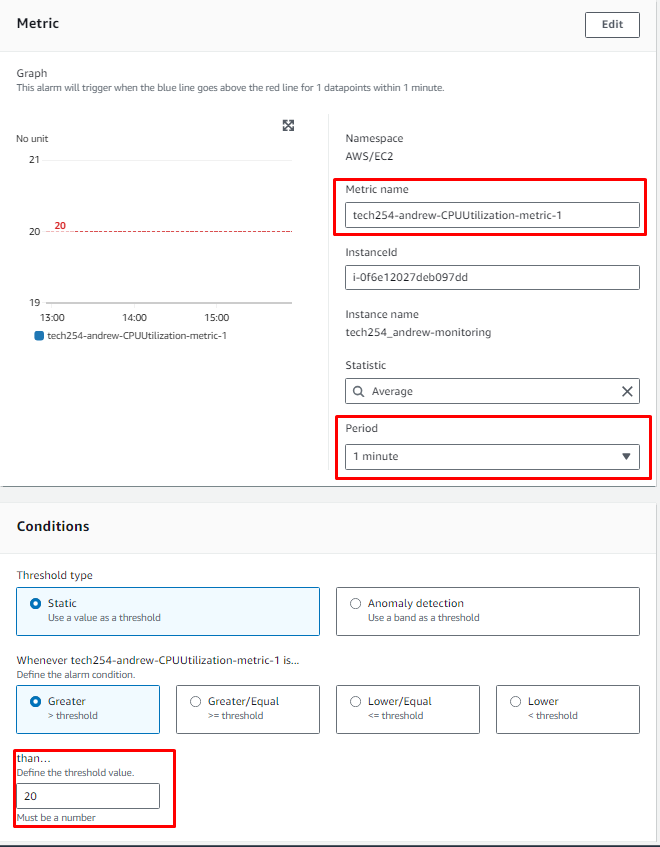 Metric
Edit
Graph
This alarm will trigger when the blue line goes above the red line for 1 datapoints within 1 minute.
No unit
21
20
20
19
13:00
14:00
15:00
tech254-andrew-CPUUtilization-metric-1
Namespace
AWS/EC2
Metric name
tech254-andrew-CPUUtilization-metric-1
InstanceId
i-0f6e12027deb097dd
Instance name
tech254_andrew-monitoring
Statistic
Average
Period
1 minute
Conditions
Threshold type
Static
Use a value as a threshold
Anomaly detection
Use a band as a threshold
Whenever tech254-andrew-CPUUtilization-metric-1 is...
Define the alarm condition.
Greater
> threshold
Greater/Equal
>= threshold
Lower/Equal
<= threshold
Lower
< threshold
than...
Define the threshold value.
20
Must be a number